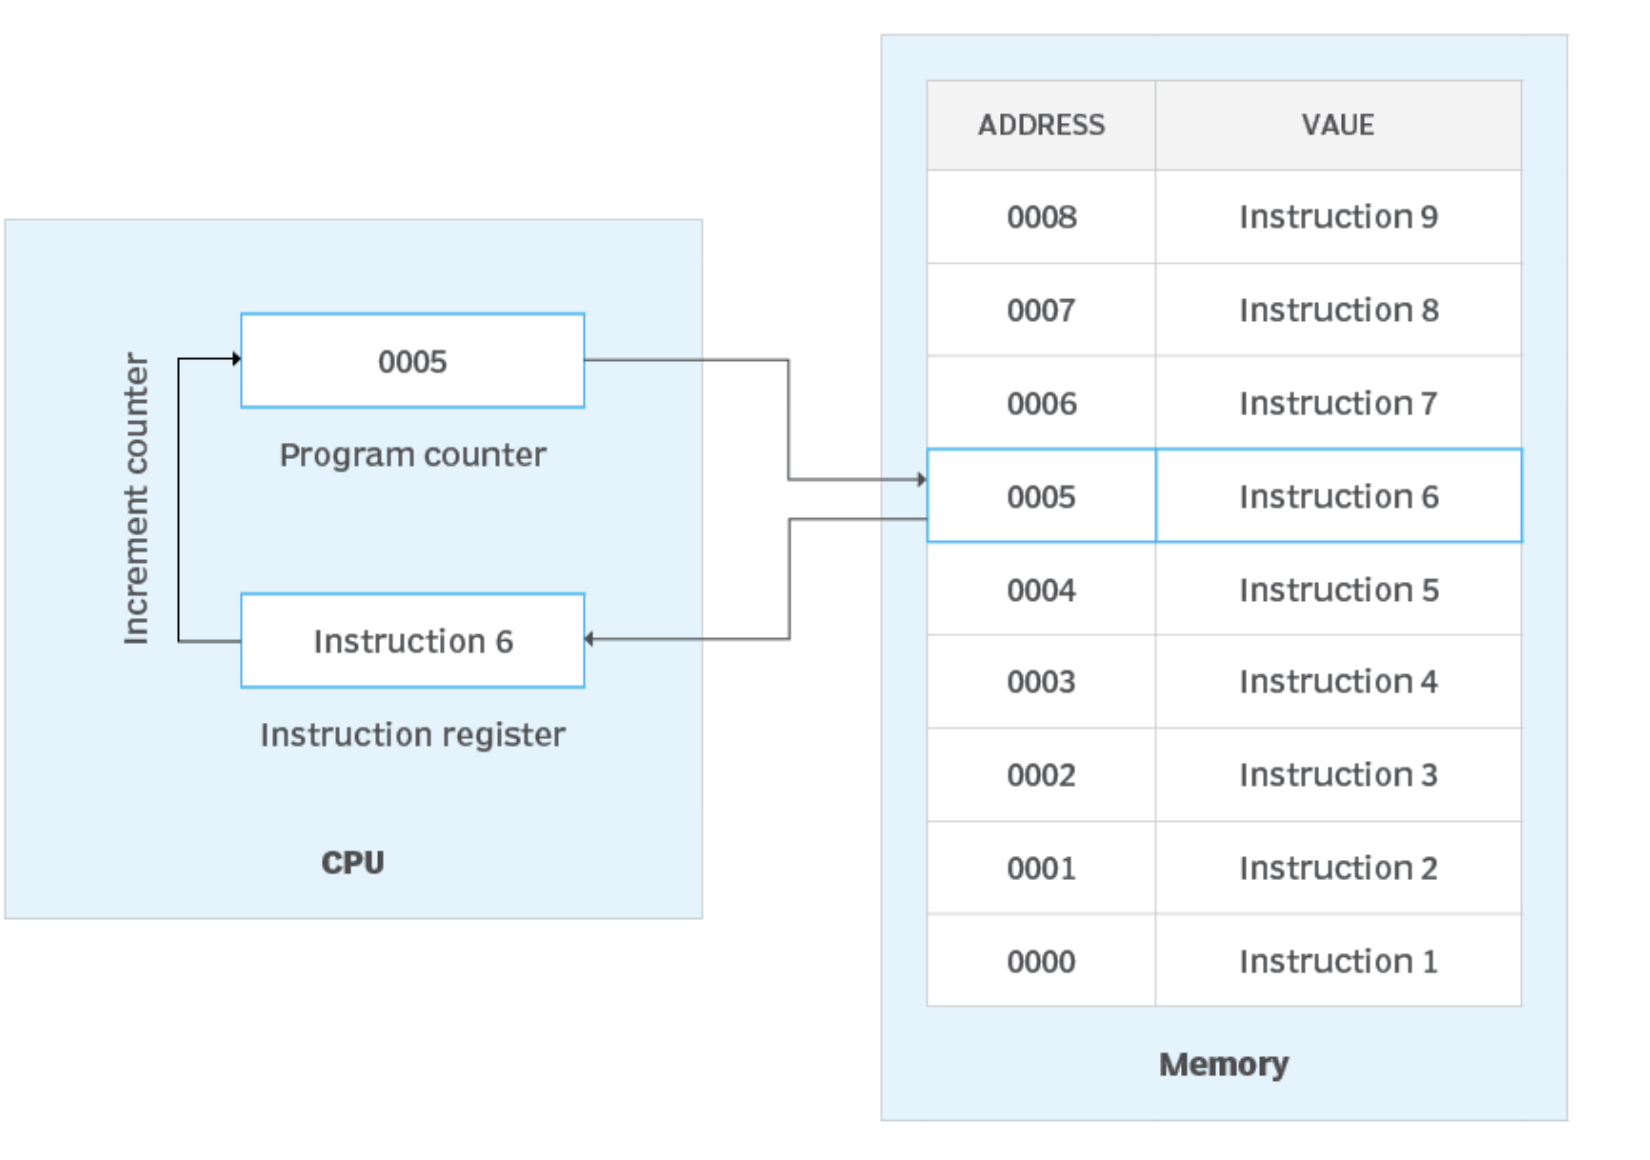 ADDRESS VAUE
0008 Instruction 9
0007 Instruction 8
0006 Instruction 7
0005 Instruction 6
0004 Instruction 5
0003 Instruction 4
0002 Instruction 3
0001 Instruction 2
0000 Instruction 1
Memory
Increment counter
0005
Program counter
Instruction 6
Instruction register
CPU